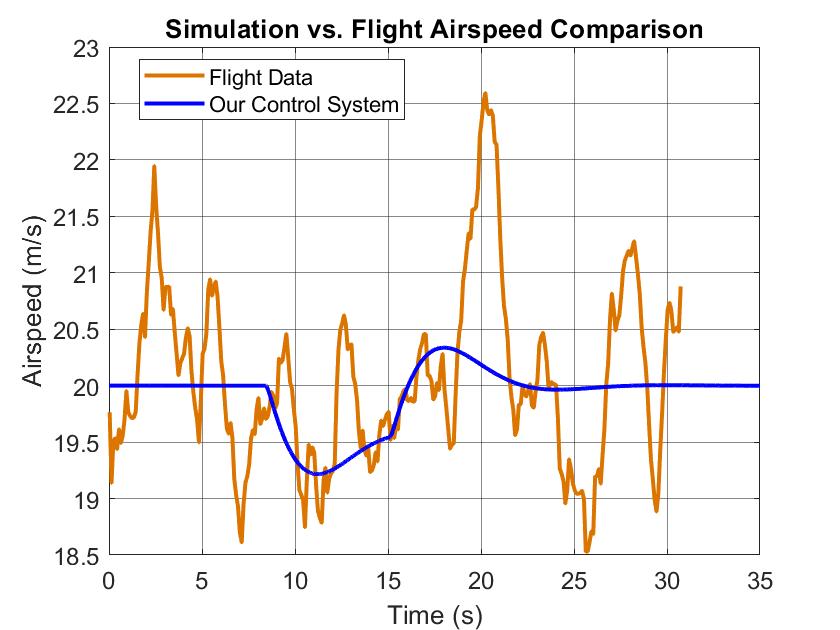 Simulation vs. Flight Airspeed Comparison
Flight Data
Our Control System
Airspeed (m/s)
23
22.5
22
21.5
21
20.5
20
19.5
19
18.5
0 5 10 15 20 25 30 35
Time (s)